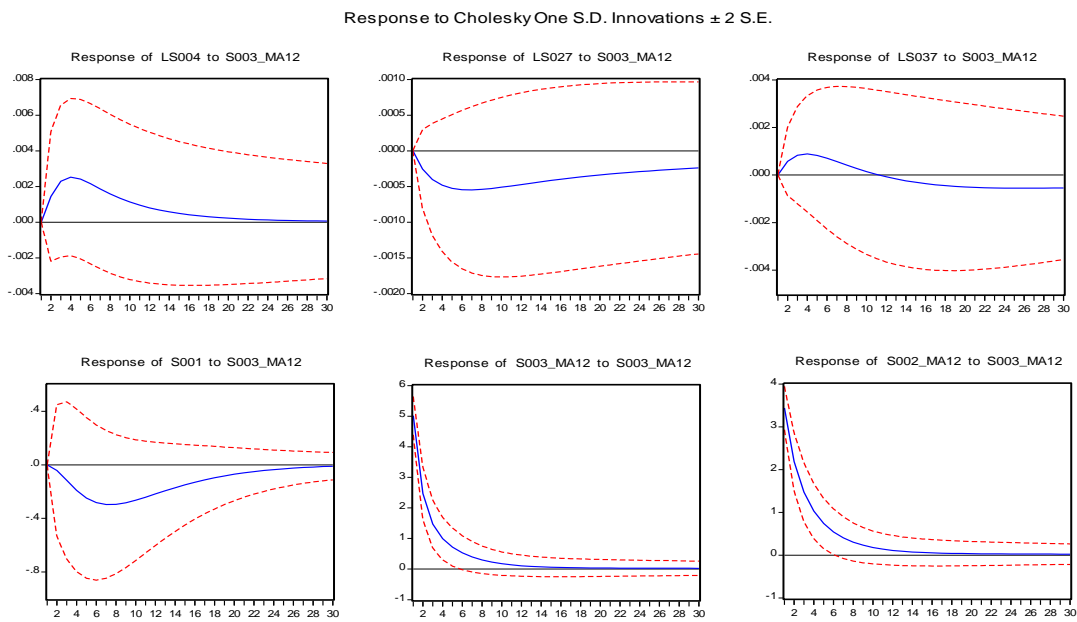 Response to Cholesky One S.D. Innovations ± 2 S.E.
Response of LS004 to S003_MA12
.008
.006
.004
.002
.000
-.002
-.004
2 4 6 8 10 12 14 16 18 20 22 24 26 28 30
Response of LS027 to S003_MA12
.0010
.0005
.0000
-.0005
-.0010
-.0015
-.0020
2 4 6 8 10 12 14 16 18 20 22 24 26 28 30
Response of LS037 to S003_MA12
.004
.002
.000
-.002
-.004
2 4 6 8 10 12 14 16 18 20 22 24 26 28 30
Response of S001 to S003_MA12
.4
.0
-.4
-.8
2 4 6 8 10 12 14 16 18 20 22 24 26 28 30
Response of S003_MA12 to S003_MA12
6
5
4
3
2
1
0
-1
2 4 6 8 10 12 14 16 18 20 22 24 26 28 30
Response of S002_MA12 to S003_MA12
4
3
2
1
0
-1
2 4 6 8 10 12 14 16 18 20 22 24 26 28 30